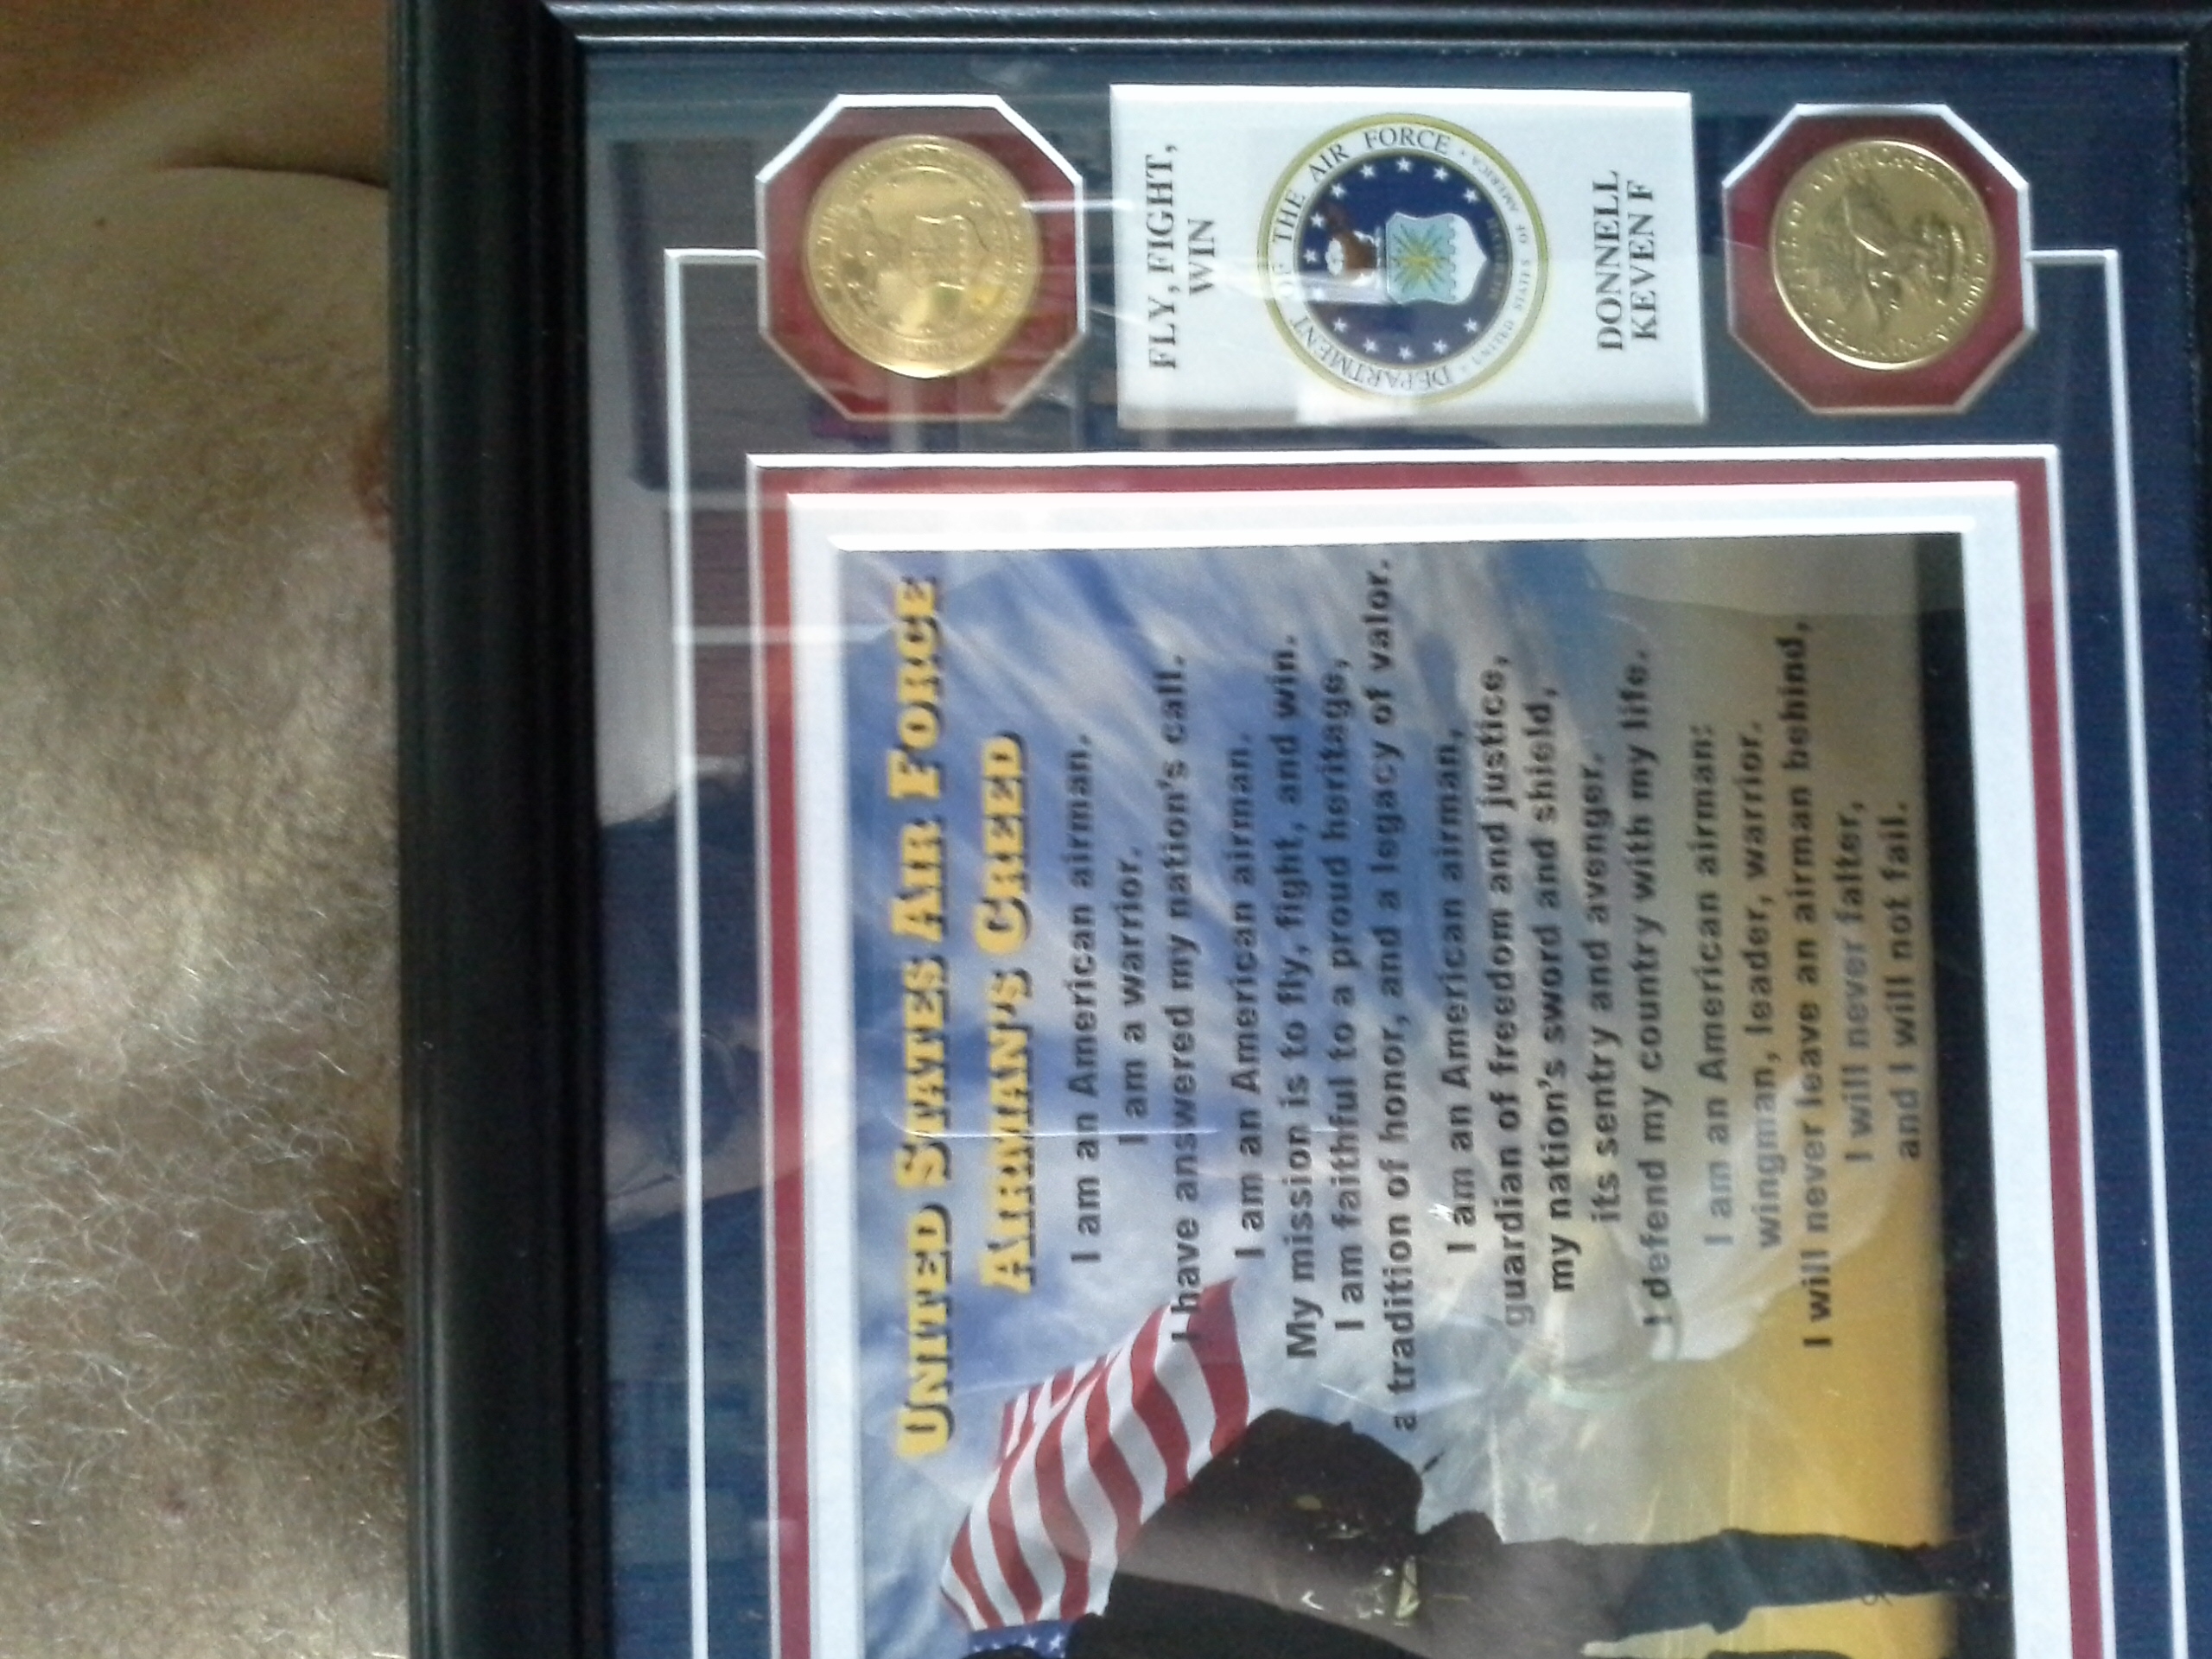 UNITED STATES AIR FORCE
AIRMAN'S CREED
I am an American airman.
I am a warrior.
I have answered my nation's call.
I am an American airman.
My mission is to fly, fight, and win.
I am faithful to a proud heritage,
a tradition of honor, and a legacy of valor.
I am an American airman,
guardian of freedom and justice,
my nation's sword and shield,
its sentry and avenger.
I defend my country with my life.
I am an American airman:
wingman, leader, warrior.
I will never leave an airman behind,
I will never falter,
and I will not fail.
FLY, FIGHT,
WIN
DEPARTMENT OF THE AIR FORCE
UNITED STATES OF AMERICA
DONNELL
KEVEN F